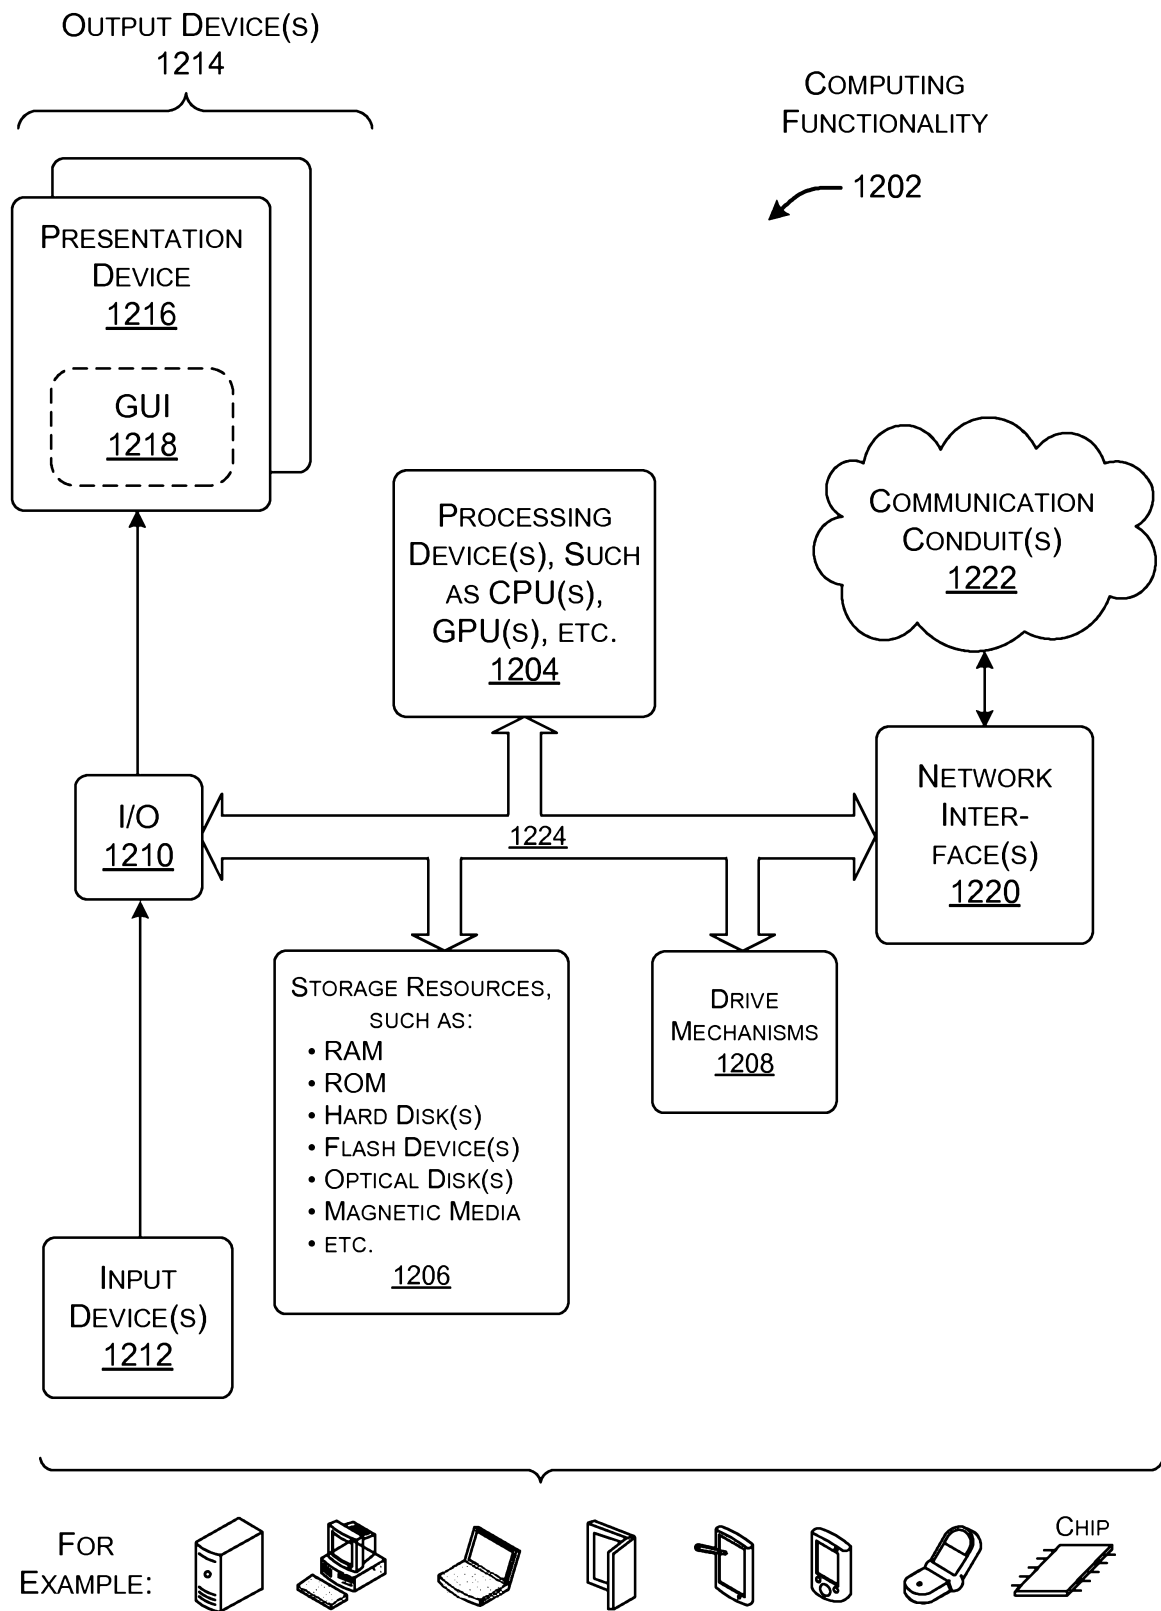 OUTPUT DEVICE(S)
1214
COMPUTING
FUNCTIONALITY
1202
PRESENTATION
DEVICE
1216
GUI
1218
PROCESSING
DEVICE(S), SUCH
AS CPU(S),
GPU(S), ETC.
1204
COMMUNICATION
CONDUIT(S)
1222
I/O
1210
1224
NETWORK
INTER-
FACE(S)
1220
STORAGE RESOURCES,
SUCH AS:
• RAM
• ROM
• HARD DISK(S)
• FLASH DEVICE(S)
• OPTICAL DISK(S)
• MAGNETIC MEDIA
• ETC.
1206
DRIVE
MECHANISMS
1208
INPUT
DEVICE(S)
1212
FOR
EXAMPLE:
CHIP